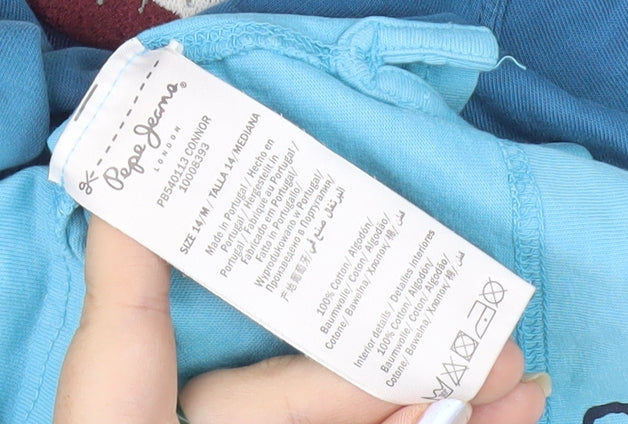 Pepe Jeans®
LONDON
PB540113 CONNOR
10008393
SIZE 14/M / TALLA 14/MEDIANA
Made in Portugal / Hecho en
Portugal/ Hergestellt in
Portugal/ Fabriqué au Portugal/
Fabricado em Portugal/
Fatto in Portugallo/
Wyprodukowano w Portugal/
Произведено в Португалии/
产地葡萄牙/ البرتغال صنع في
100% Cotton/ Algodón/
Baumwolle/ Coton/ Algodão/
Cotone/ Bawełna/ Хлопок/ 棉/ قطن
Interior details / Detalles interiores
100% Cotton/ Algodón/
Baumwolle/ Coton/ Algodão/
Cotone/ Bawełna/ Хлопок/ 棉/ قطن